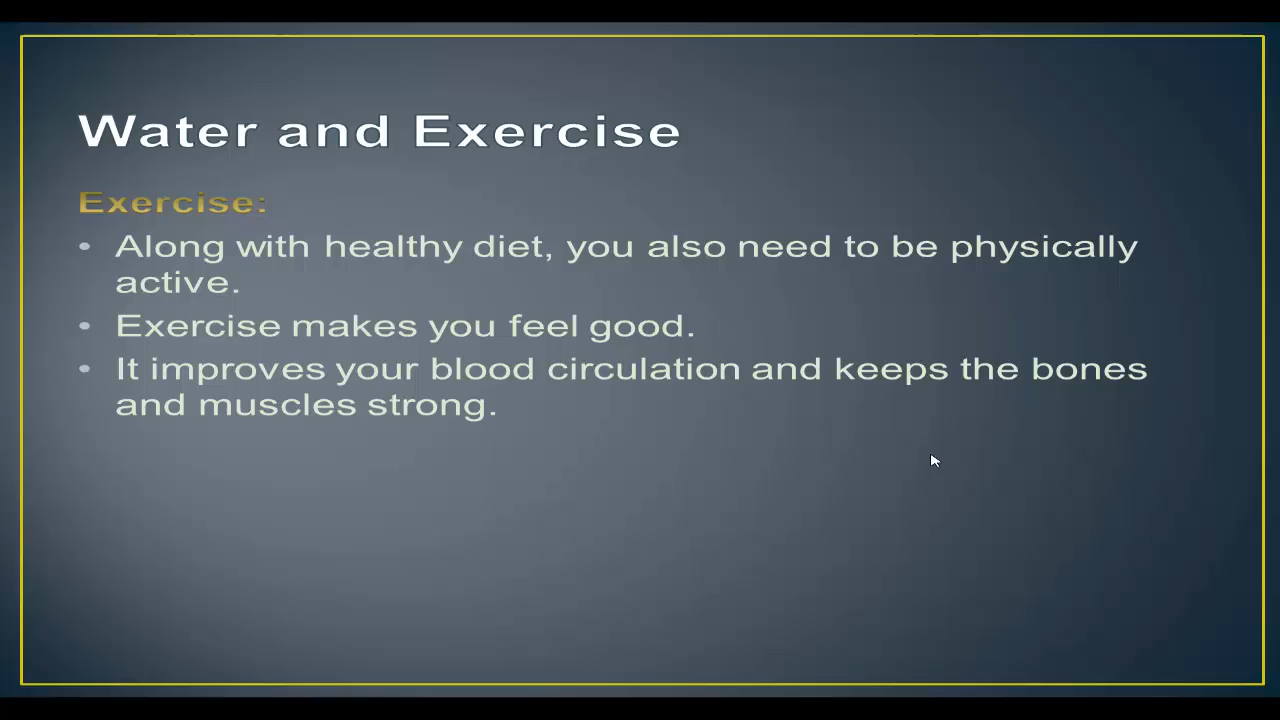 Water and Exercise
Exercise:
• Along with healthy diet, you also need to be physically
active.
• Exercise makes you feel good.
• It improves your blood circulation and keeps the bones
and muscles strong.